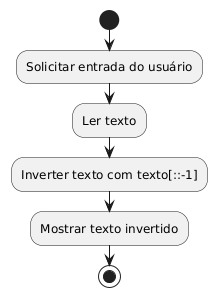 Solicitar entrada do usuário
Ler texto
Inverter texto com texto[::-1]
Mostrar texto invertido